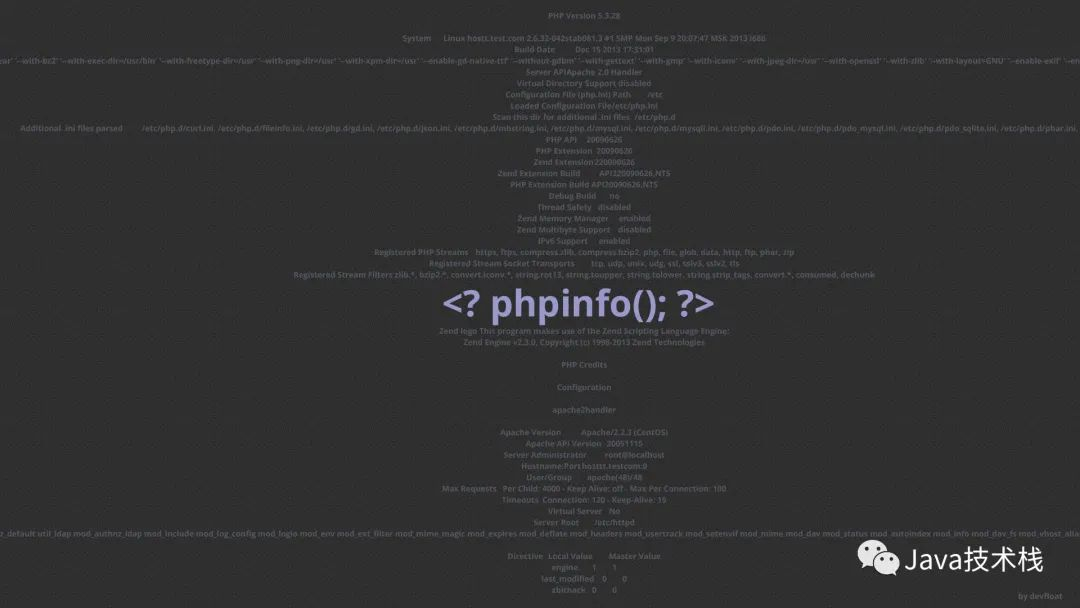 PHP Version 5.3.28
System Linux hostt.test.com 2.6.32-042stab081.3 #1 SMP Mon Sep 9 20:07:47 MSK 2013 i686
Build Date Dec 15 2013 17:31:01
'--with-bz2' '--with-exec-dir=/usr/bin' '--with-freetype-dir=/usr' '--with-png-dir=/usr' '--with-xpm-dir=/usr' '--enable-gd-native-ttf' '--without-gdbm' '--with-gettext' '--with-gmp' '--with-iconv' '--with-jpeg-dir=/usr' '--with-openssl' '--with-zlib' '--with-layout=GNU' '--enable-exif'
Server APIApache 2.0 Handler
Virtual Directory Support disabled
Configuration File (php.ini) Path /etc
Loaded Configuration File/etc/php.ini
Scan this dir for additional .ini files /etc/php.d
Additional .ini files parsed /etc/php.d/curl.ini, /etc/php.d/fileinfo.ini, /etc/php.d/gd.ini, /etc/php.d/json.ini, /etc/php.d/mbstring.ini, /etc/php.d/mysql.ini, /etc/php.d/mysqli.ini, /etc/php.d/pdo.ini, /etc/php.d/pdo_mysql.ini, /etc/php.d/pdo_sqlite.ini, /etc/php.d/phar.ini,
PHP API 20090626
PHP Extension 20090626
Zend Extension220090626
Zend Extension Build API220090626,NTS
PHP Extension Build API20090626,NTS
Debug Build no
Thread Safety disabled
Zend Memory Manager enabled
Zend Multibyte Support disabled
IPv6 Support enabled
Registered PHP Streams https, ftps, compress.zlib, compress.bzip2, php, file, glob, data, http, ftp, phar, zip
Registered Stream Socket Transports tcp, udp, unix, udg, ssl, sslv3, sslv2, tls
Registered Stream Filters zlib.*, bzip2.*, convert.iconv.*, string.rot13, string.toupper, string.tolower, string.strip_tags, convert.*, consumed, dechunk
<? phpinfo(); ?>
Zend logo This program makes use of the Zend Scripting Language Engine:
Zend Engine v2.3.0, Copyright (c) 1998-2013 Zend Technologies
PHP Credits
Configuration
apache2handler
Apache Version Apache/2.2.3 (CentOS)
Apache API Version 20051115
Server Administrator root@localhost
Hostname:Port hostt.test.com:0
User/Group apache(48)/48
Max Requests Per Child: 4000 - Keep Alive: off - Max Per Connection: 100
Timeouts Connection: 120 - Keep-Alive: 15
Virtual Server No
Server Root /etc/httpd
util_ldap mod_authnz_ldap mod_include mod_log_config mod_logio mod_env mod_ext_filter mod_mime_magic mod_expires mod_deflate mod_headers mod_usertrack mod_setenvif mod_mime mod_dav mod_status mod_autoindex mod_info mod_dav_fs
Directive Local Value Master Value
engine 1 1
last_modified 0 0
xbithack 0 0
Java技术栈
by devfloat